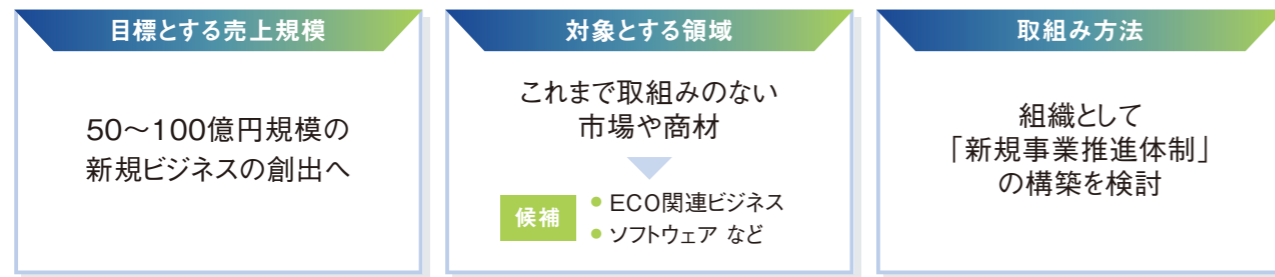 目標とする売上規模
50〜100億円規模の
新規ビジネスの創出へ
対象とする領域
これまで取組みのない
市場や商材
候補
● ECO関連ビジネス
● ソフトウェア など
取組み方法
組織として
「新規事業推進体制」
の構築を検討